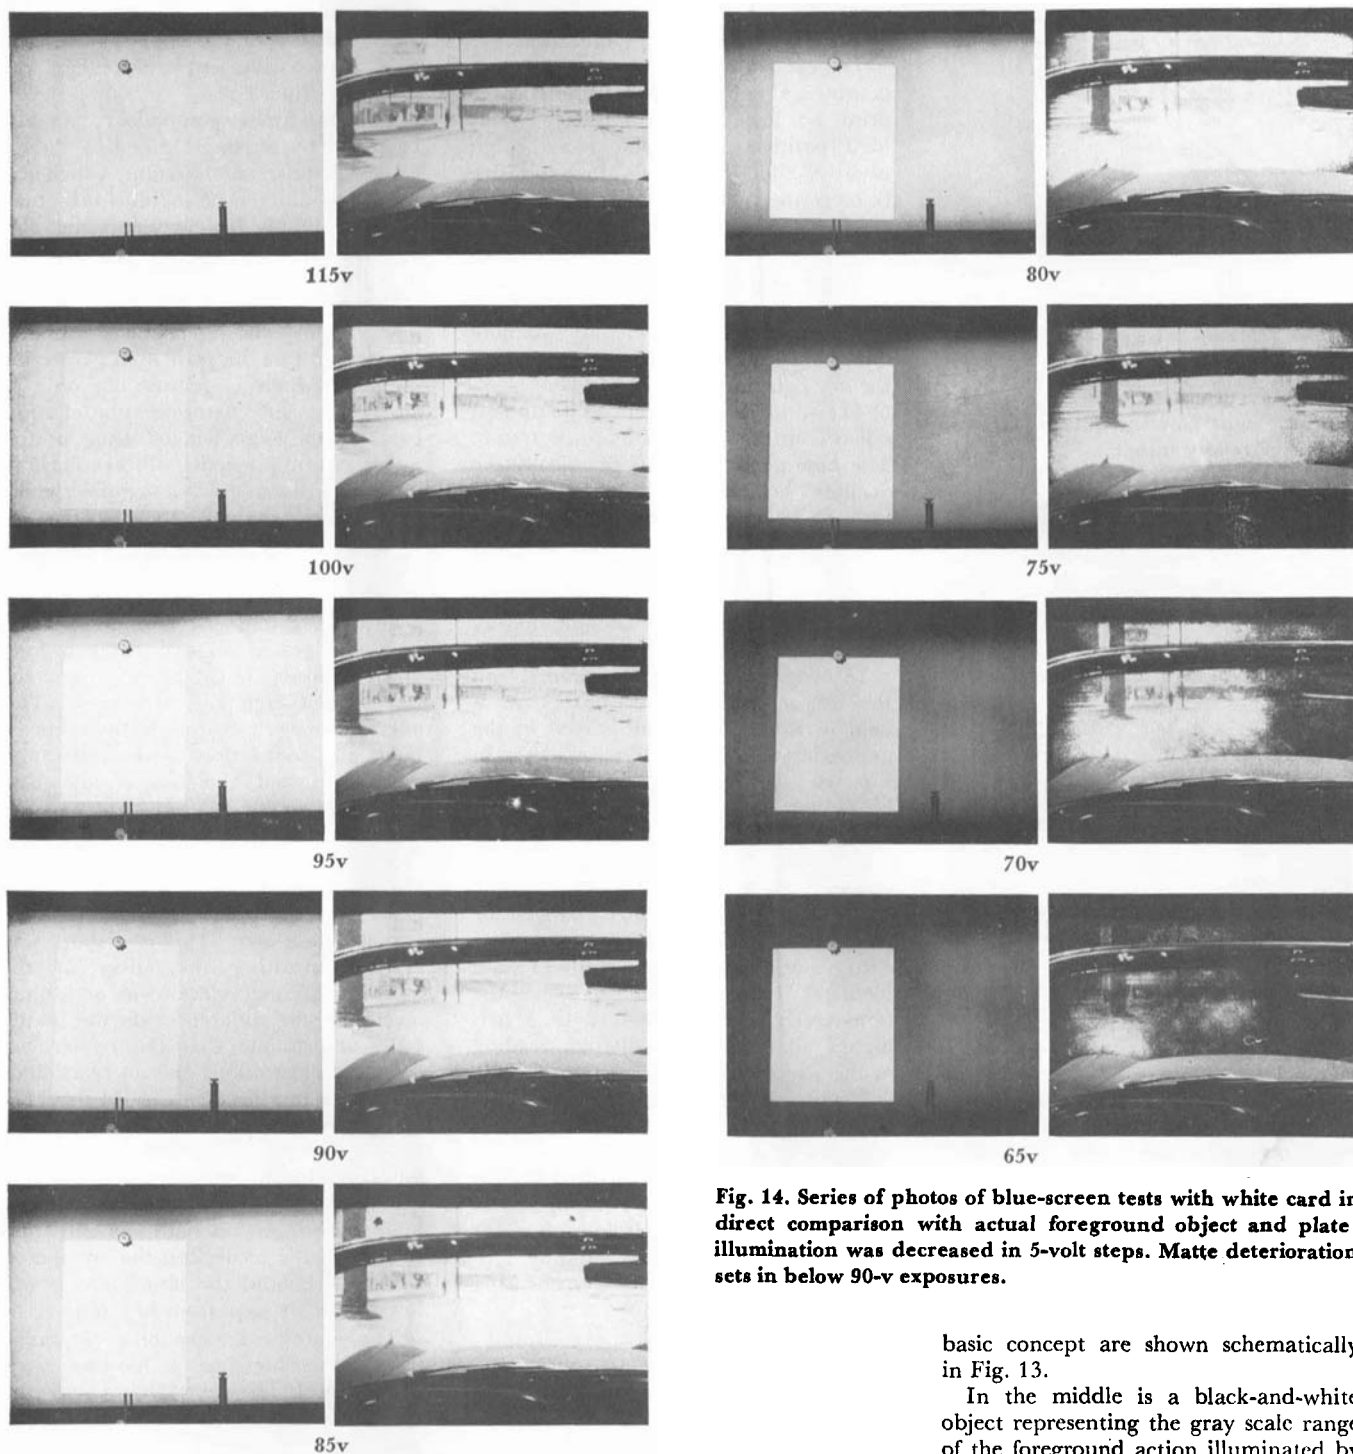 115v
100v
95v
90v
85v
80v
75v
70v
65v
Fig. 14. Series of photos of blue-screen tests with white card in
direct comparison with actual foreground object and plate
illumination was decreased in 5-volt steps. Matte deterioration
sets in below 90-v exposures.
basic concept are shown schematically
in Fig. 13.
In the middle is a black-and-white
object representing the gray scale range
of the foreground action illuminated by